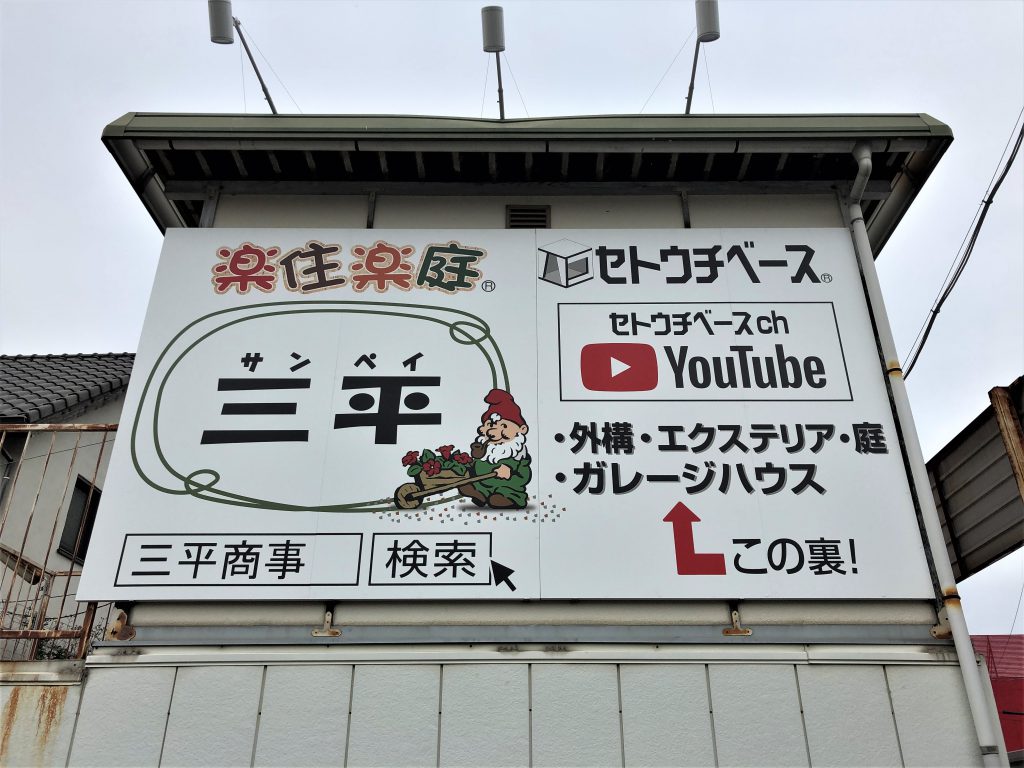 楽住楽庭®
サンペイ
三平
三平商事 検索
セトウチベース®
セトウチベースch
YouTube
・外構・エクステリア・庭
・ガレージハウス
この裏!